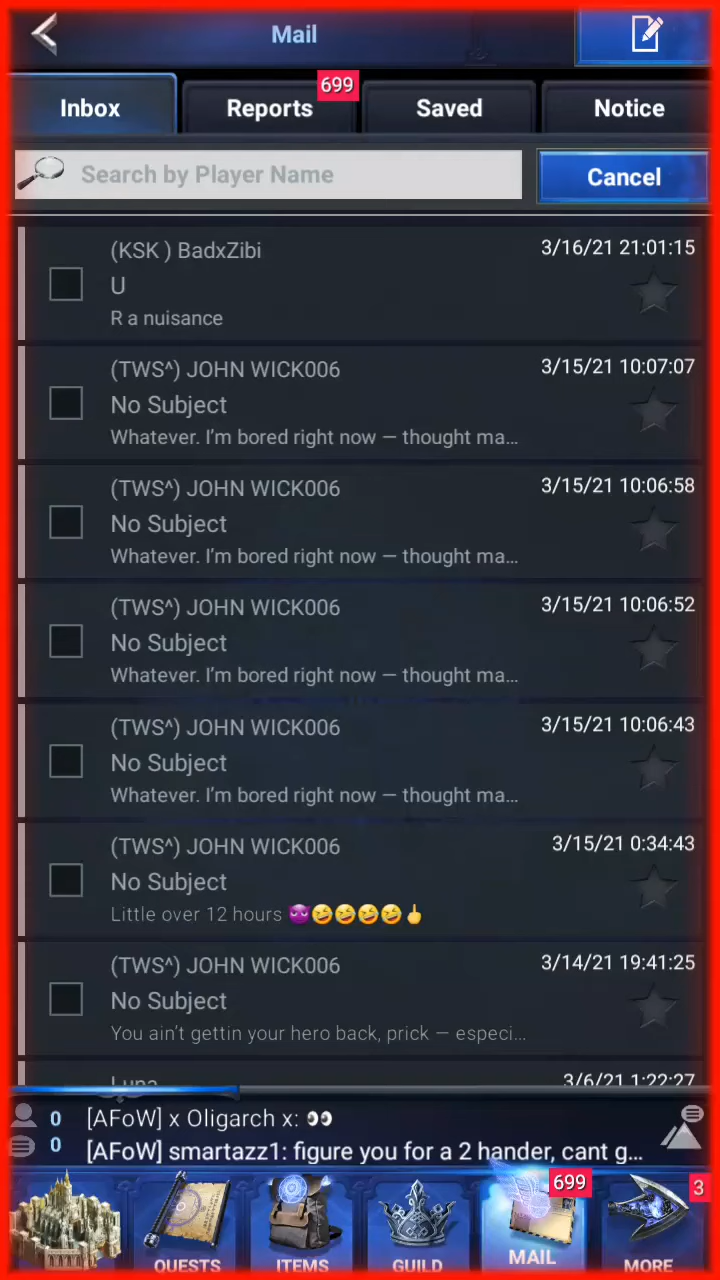 Mail
Inbox
Reports
699
Saved
Notice
Search by Player Name
Cancel
(KSK ) BadxZibi
3/16/21 21:01:15
U
R a nuisance
(TWS^) JOHN WICK006
3/15/21 10:07:07
No Subject
Whatever. I'm bored right now — thought ma...
(TWS^) JOHN WICK006
3/15/21 10:06:58
No Subject
Whatever. I'm bored right now — thought ma...
(TWS^) JOHN WICK006
3/15/21 10:06:52
No Subject
Whatever. I'm bored right now — thought ma...
(TWS^) JOHN WICK006
3/15/21 10:06:43
No Subject
Whatever. I'm bored right now — thought ma...
(TWS^) JOHN WICK006
3/15/21 0:34:43
No Subject
Little over 12 hours 😈🤣🤣🤣🤣🖕
(TWS^) JOHN WICK006
3/14/21 19:41:25
No Subject
You ain't gettin your hero back, prick — especi...
Luna
3/6/21 1:22:27
0 [AFoW] x Oligarch x: 👀
0 [AFoW] smartazz1: figure you for a 2 hander, cant g...
699
3
QUESTS
ITEMS
GUILD
MAIL
MORE